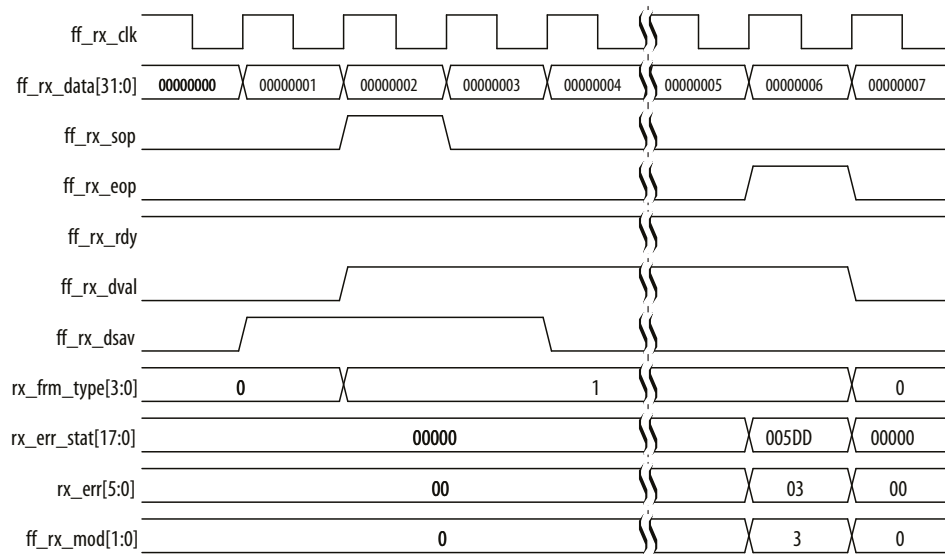 ff_rx_clk
ff_rx_data[31:0] 00000000 00000001 00000002 00000003 00000004 00000005 00000006 00000007
ff_rx_sop
ff_rx_eop
ff_rx_rdy
ff_rx_dval
ff_rx_dsav
rx_frm_type[3:0] 0 1 0
rx_err_stat[17:0] 00000 005DD 00000
rx_err[5:0] 00 03 00
ff_rx_mod[1:0] 0 3 0